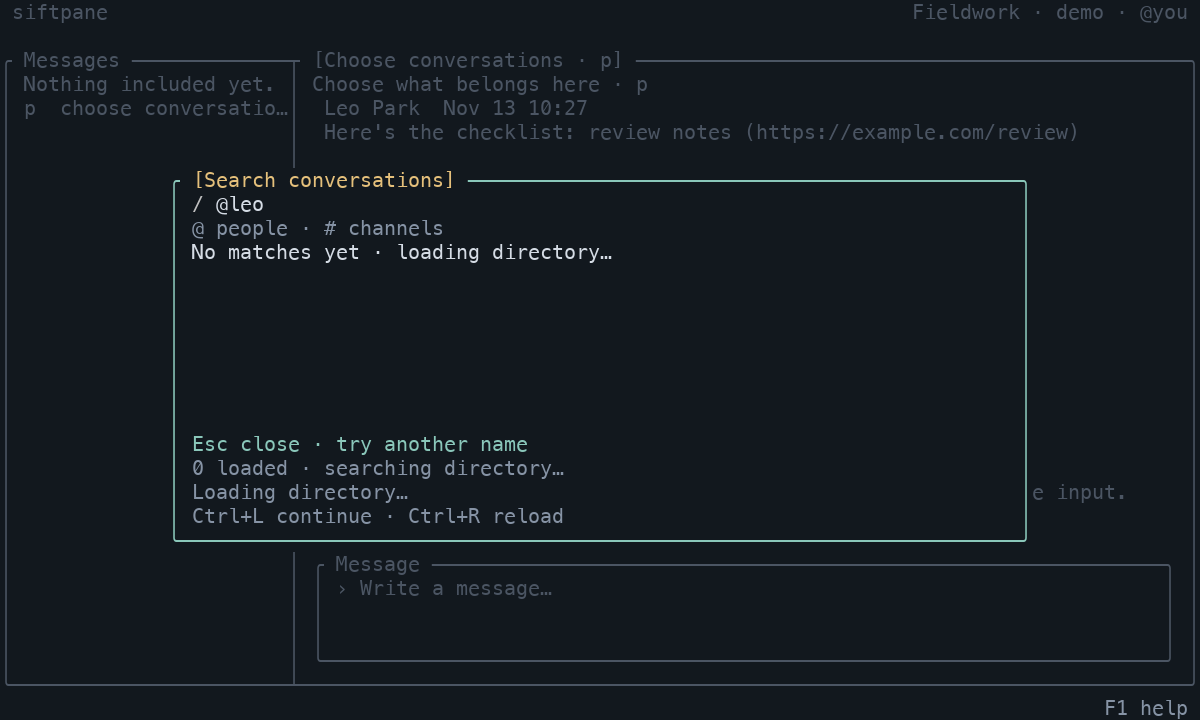 siftpane
Fieldwork · demo · @you
Messages
[Choose conversations · p]
Nothing included yet.
Choose what belongs here · p
p  choose conversatio…
Leo Park  Nov 13 10:27
Here's the checklist: review notes (https://example.com/review)
[Search conversations]
/ @leo
@ people · # channels
No matches yet · loading directory…
Esc close · try another name
0 loaded · searching directory…
Loading directory…
e input.
Ctrl+L continue · Ctrl+R reload
Message
› Write a message…
F1 help